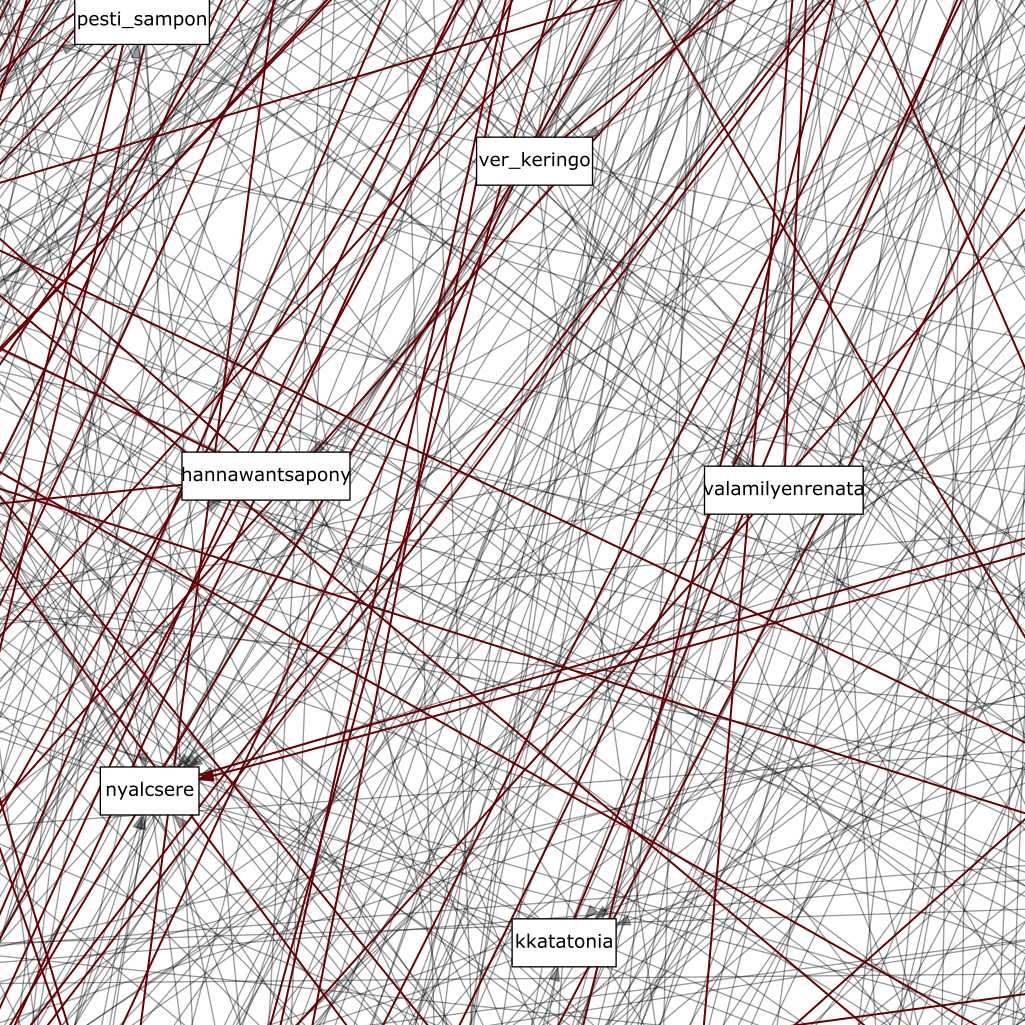 pesti_sampon
ver_keringo
hannawantsapony
valamilyenrenata
nyalcsere
kkatatonia